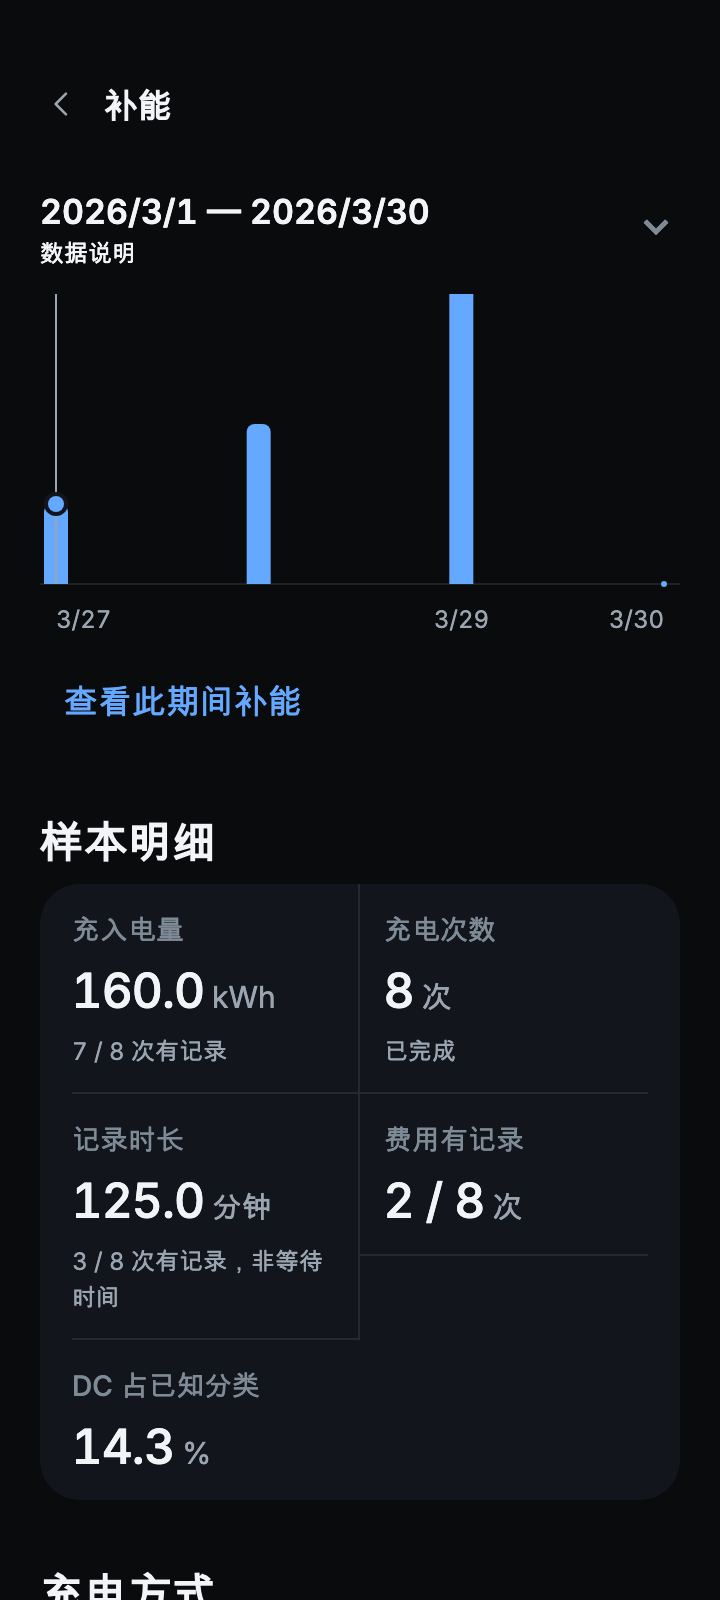 补能
2026/3/1 — 2026/3/30
数据说明
3/27
3/29
3/30
查看此期间补能
样本明细
充入电量
160.0 kWh
7 / 8 次有记录
充电次数
8 次
已完成
记录时长
125.0 分钟
3 / 8 次有记录，非等待
时间
费用有记录
2 / 8 次
DC 占已知分类
14.3 %
充电方式